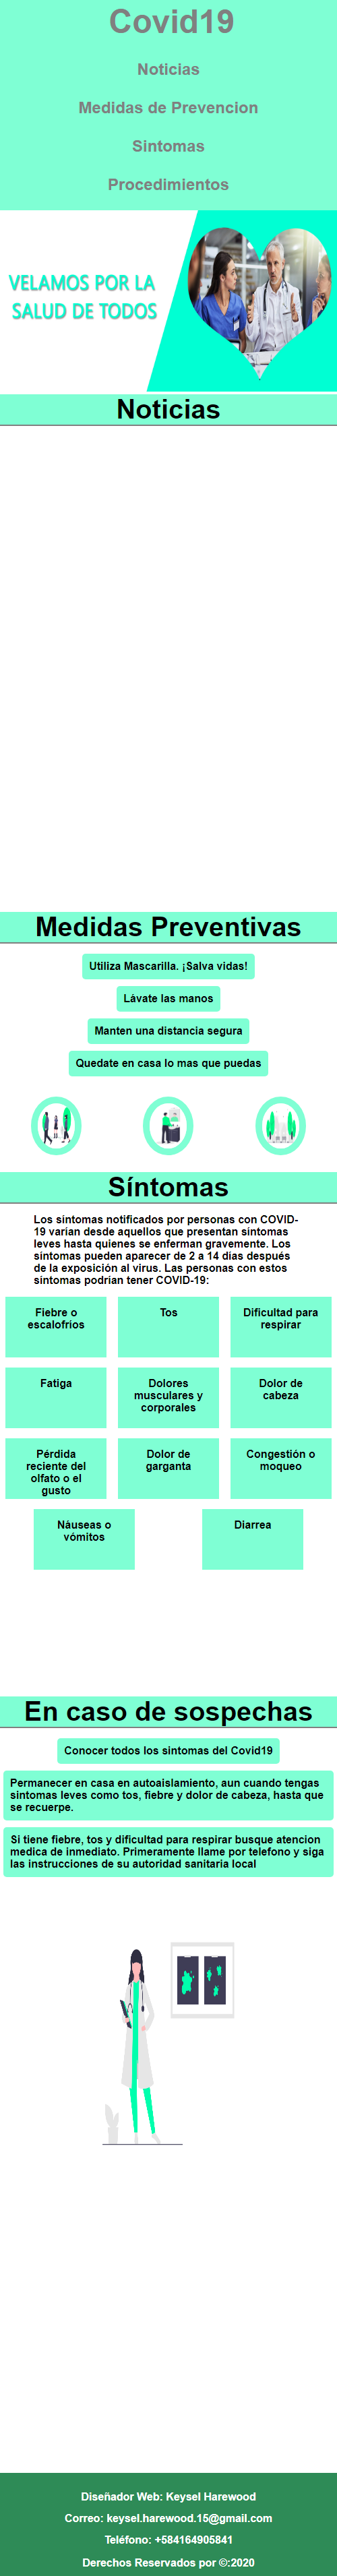 Covid19
Noticias
Medidas de Prevencion
Sintomas
Procedimientos
VELAMOS POR LA
SALUD DE TODOS
Noticias
Medidas Preventivas
Utiliza Mascarilla. ¡Salva vidas!
Lávate las manos
Manten una distancia segura
Quedate en casa lo mas que puedas
Síntomas
Los síntomas notificados por personas con COVID-
19 varían desde aquellos que presentan síntomas
leves hasta quienes se enferman gravemente. Los
síntomas pueden aparecer de 2 a 14 días después
de la exposición al virus. Las personas con estos
síntomas podrían tener COVID-19:
Fiebre o
escalofríos
Tos
Dificultad para
respirar
Fatiga
Dolores
musculares y
corporales
Dolor de
cabeza
Pérdida
reciente del
olfato o el
gusto
Dolor de
garganta
Congestión o
moqueo
Náuseas o
vómitos
Diarrea
En caso de sospechas
Conocer todos los sintomas del Covid19
Permanecer en casa en autoaislamiento, aun cuando tengas
sintomas leves como tos, fiebre y dolor de cabeza, hasta que
se recuerpe.
Si tiene fiebre, tos y dificultad para respirar busque atencion
medica de inmediato. Primeramente llame por telefono y siga
las instrucciones de su autoridad sanitaria local
Diseñador Web: Keysel Harewood
Correo: keysel.harewood.15@gmail.com
Teléfono: +584164905841
Derechos Reservados por ©:2020